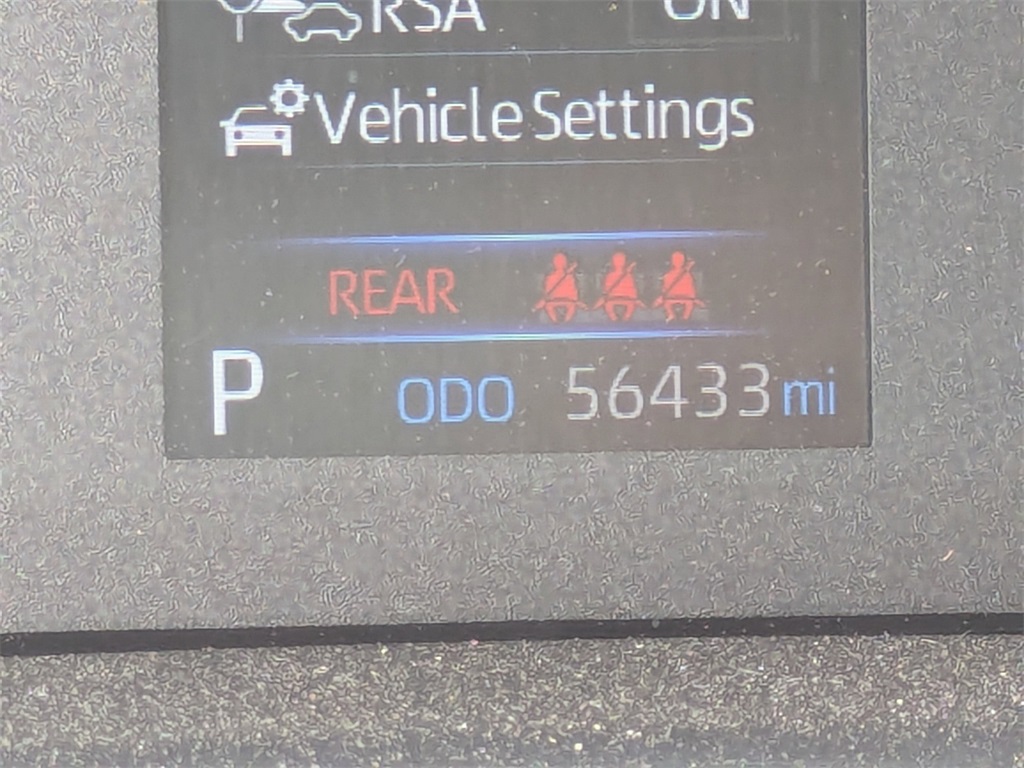 RSA ON
Vehicle Settings
REAR
P ODO 56433 mi